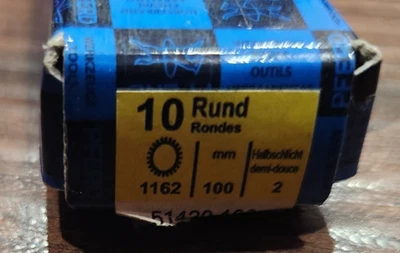 OUTILS
10 Rund
Rondes
mm
Halbschlicht
demi-douce
1162
100
2